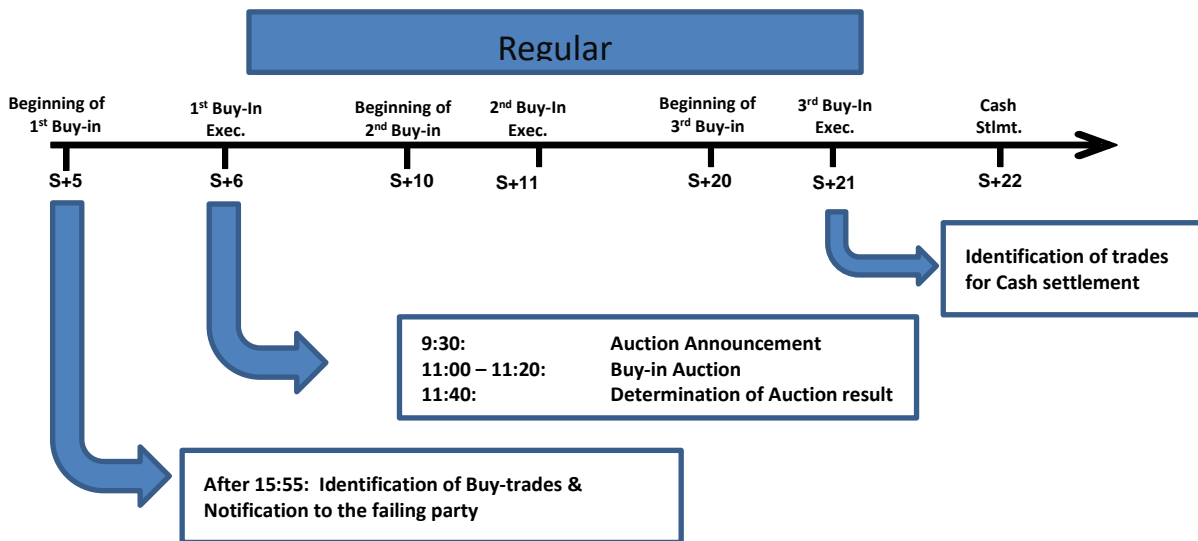 Regular
Beginning of
1st Buy-in
1st Buy-In
Exec.
Beginning of
2nd Buy-in
2nd Buy-In
Exec.
Beginning of
3rd Buy-in
3rd Buy-In
Exec.
Cash
Stlmt.
S+5
S+6
S+10
S+11
S+20
S+21
S+22
Identification of trades
for Cash settlement
9:30: Auction Announcement
11:00 – 11:20: Buy-in Auction
11:40: Determination of Auction result
After 15:55: Identification of Buy-trades &
Notification to the failing party